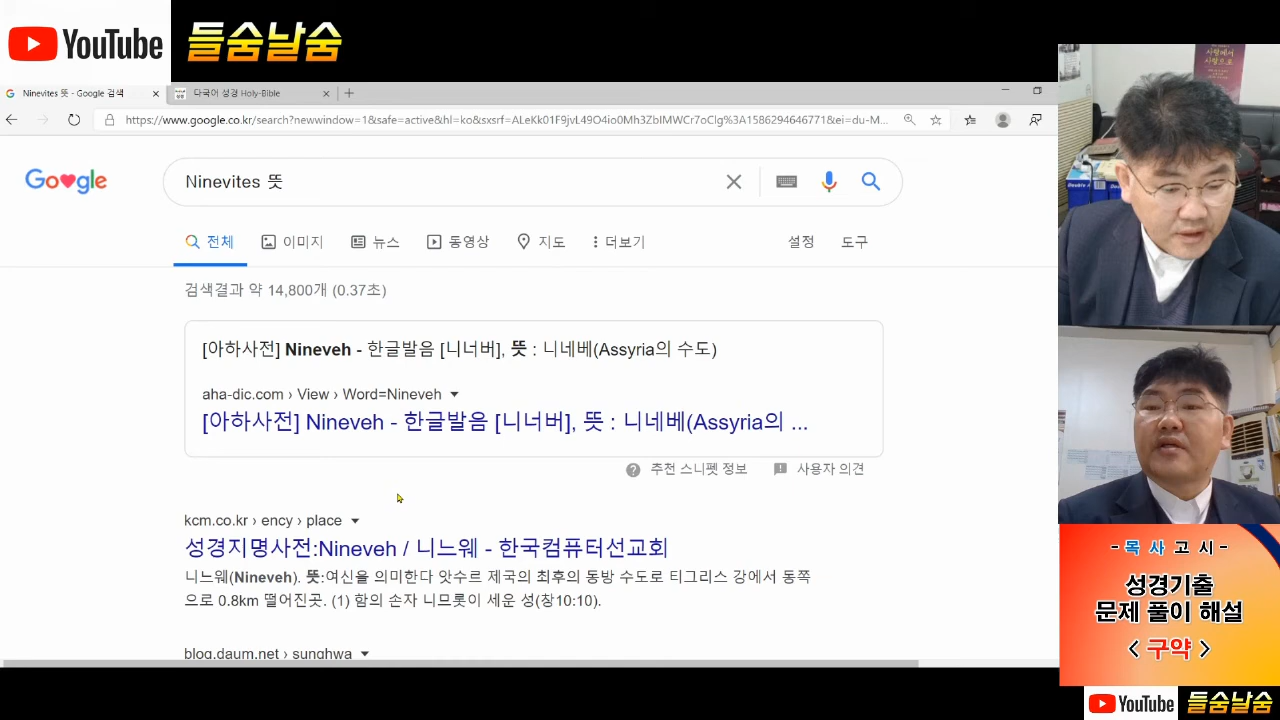 YouTube 들숨날숨
Ninevites 뜻 - Google 검색
다국어 성경 Holy-Bible
https://www.google.co.kr/search?newwindow=1&safe=active&hl=ko&sxsrf=ALeKk01F9jvL49O4io0Mh3ZbIMWCr7oClg%3A1586294646771&ei=du-M...
Google
Ninevites 뜻
전체 이미지 뉴스 동영상 지도 더보기 설정 도구
검색결과 약 14,800개 (0.37초)
[아하사전] Nineveh - 한글발음 [니너버], 뜻 : 니네베(Assyria의 수도)
aha-dic.com › View › Word=Nineveh
[아하사전] Nineveh - 한글발음 [니너버], 뜻 : 니네베(Assyria의 ...
추천 스니펫 정보 사용자 의견
kcm.co.kr › ency › place
성경지명사전:Nineveh / 니느웨 - 한국컴퓨터선교회
니느웨(Nineveh). 뜻:여신을 의미한다 앗수르 제국의 최후의 동방 수도로 티그리스 강에서 동쪽
으로 0.8km 떨어진곳. (1) 함의 손자 니므롯이 세운 성(창10:10).
blog.daum.net › sunghwa
사랑에서
사랑으로
- 목 사 고 시 -
성경기출
문제 풀이 해설
< 구약 >
YouTube 들숨날숨